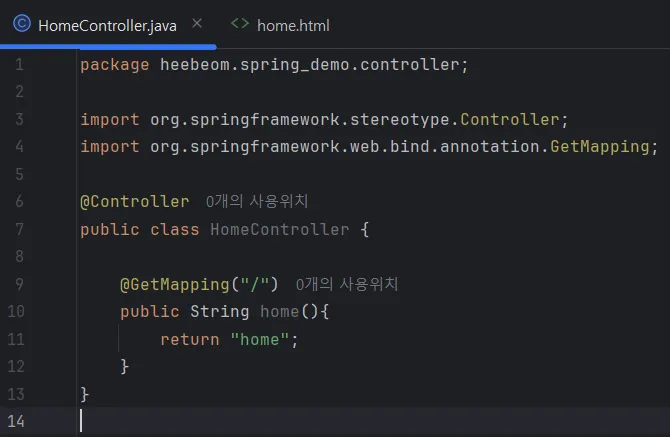 HomeController.java × <> home.html
1 package heebeom.spring_demo.controller;
2
3 import org.springframework.stereotype.Controller;
4 import org.springframework.web.bind.annotation.GetMapping;
5
6 @Controller 0개의 사용위치
7 public class HomeController {
8
9 @GetMapping("/") 0개의 사용위치
10 public String home(){
11 return "home";
12 }
13 }
14